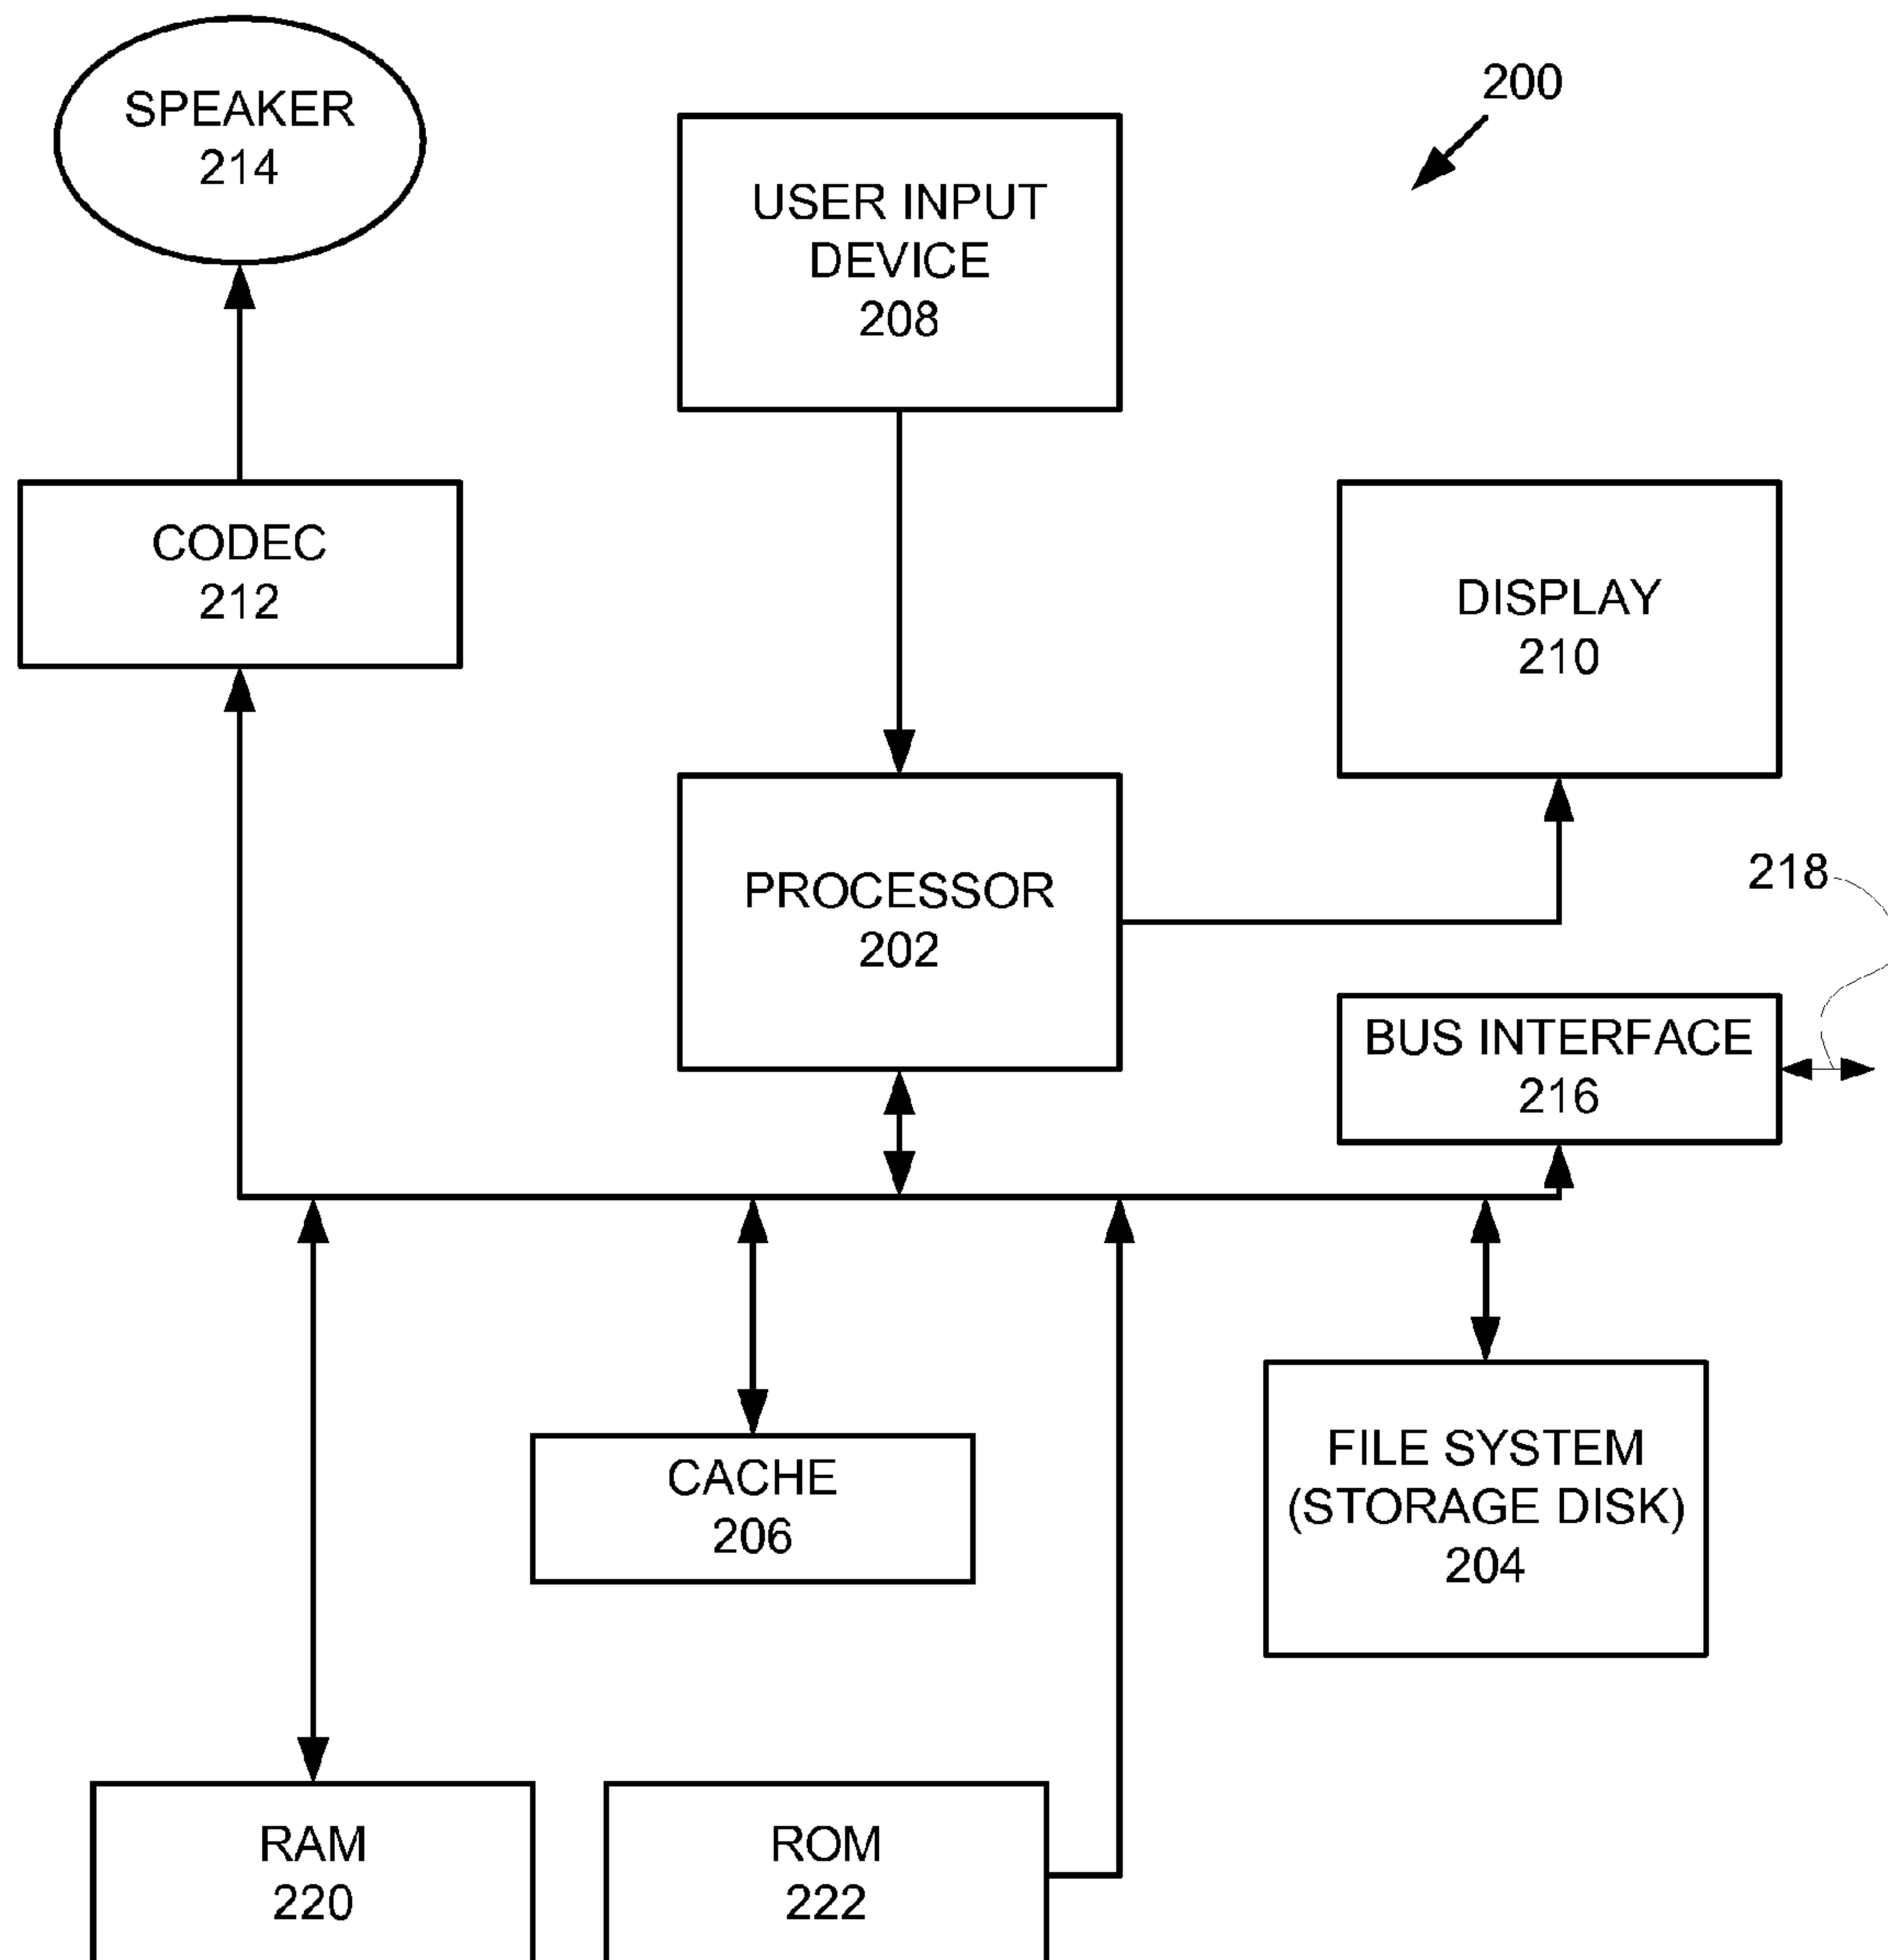 SPEAKER
214
200
USER INPUT
DEVICE
208
CODEC
212
DISPLAY
210
PROCESSOR
202
218
BUS INTERFACE
216
CACHE
206
FILE SYSTEM
(STORAGE DISK)
204
RAM
220
ROM
222